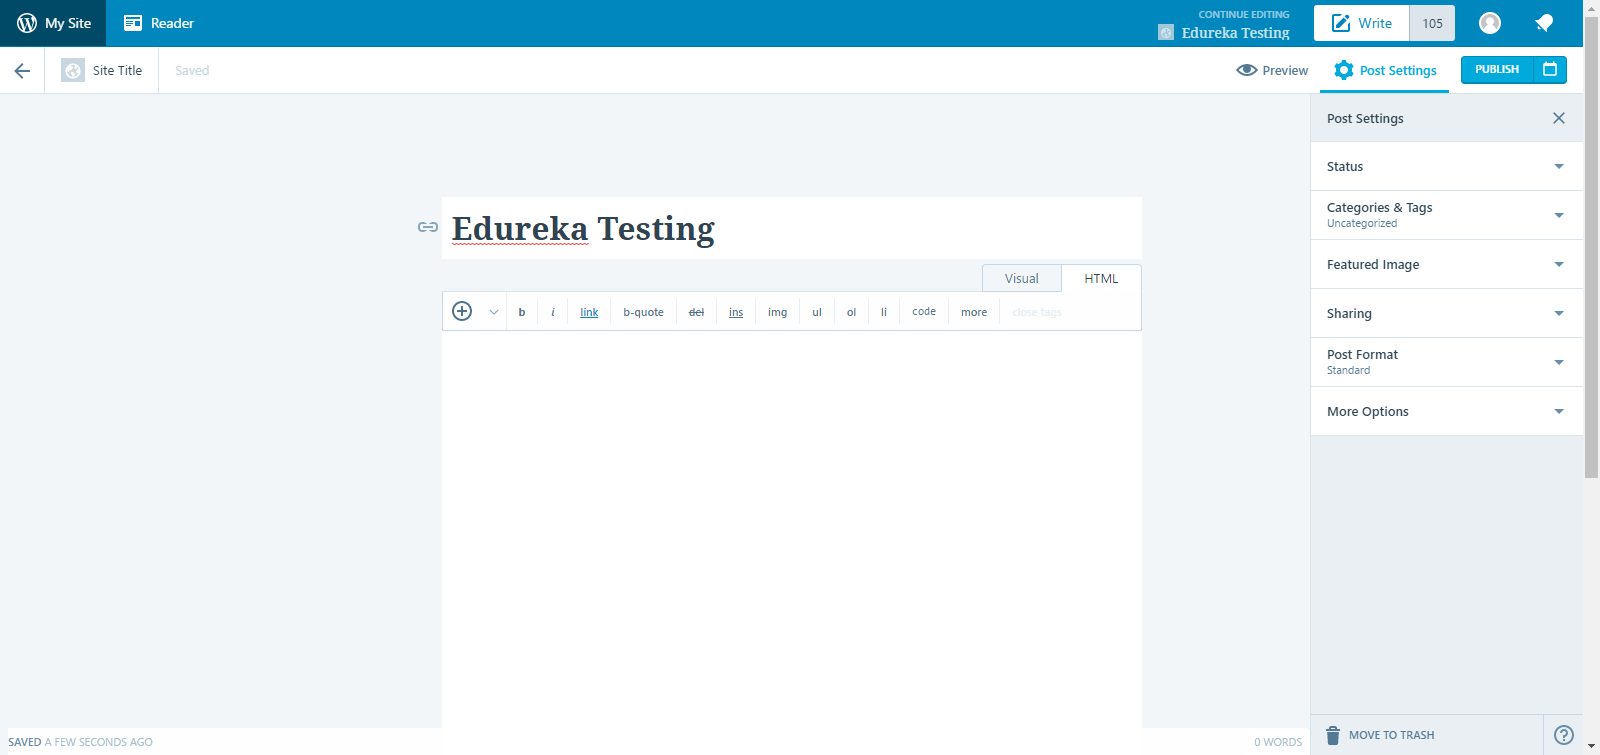 My Site
Reader
CONTINUE EDITING
Edureka Testing
Write
105
Site Title
Saved
Preview
Post Settings
PUBLISH
Post Settings
Status
Categories & Tags
Uncategorized
Featured Image
Sharing
Post Format
Standard
More Options
Edureka Testing
Visual
HTML
b i link b-quote del ins img ul ol li code more close tags
SAVED A FEW SECONDS AGO
0 WORDS
MOVE TO TRASH